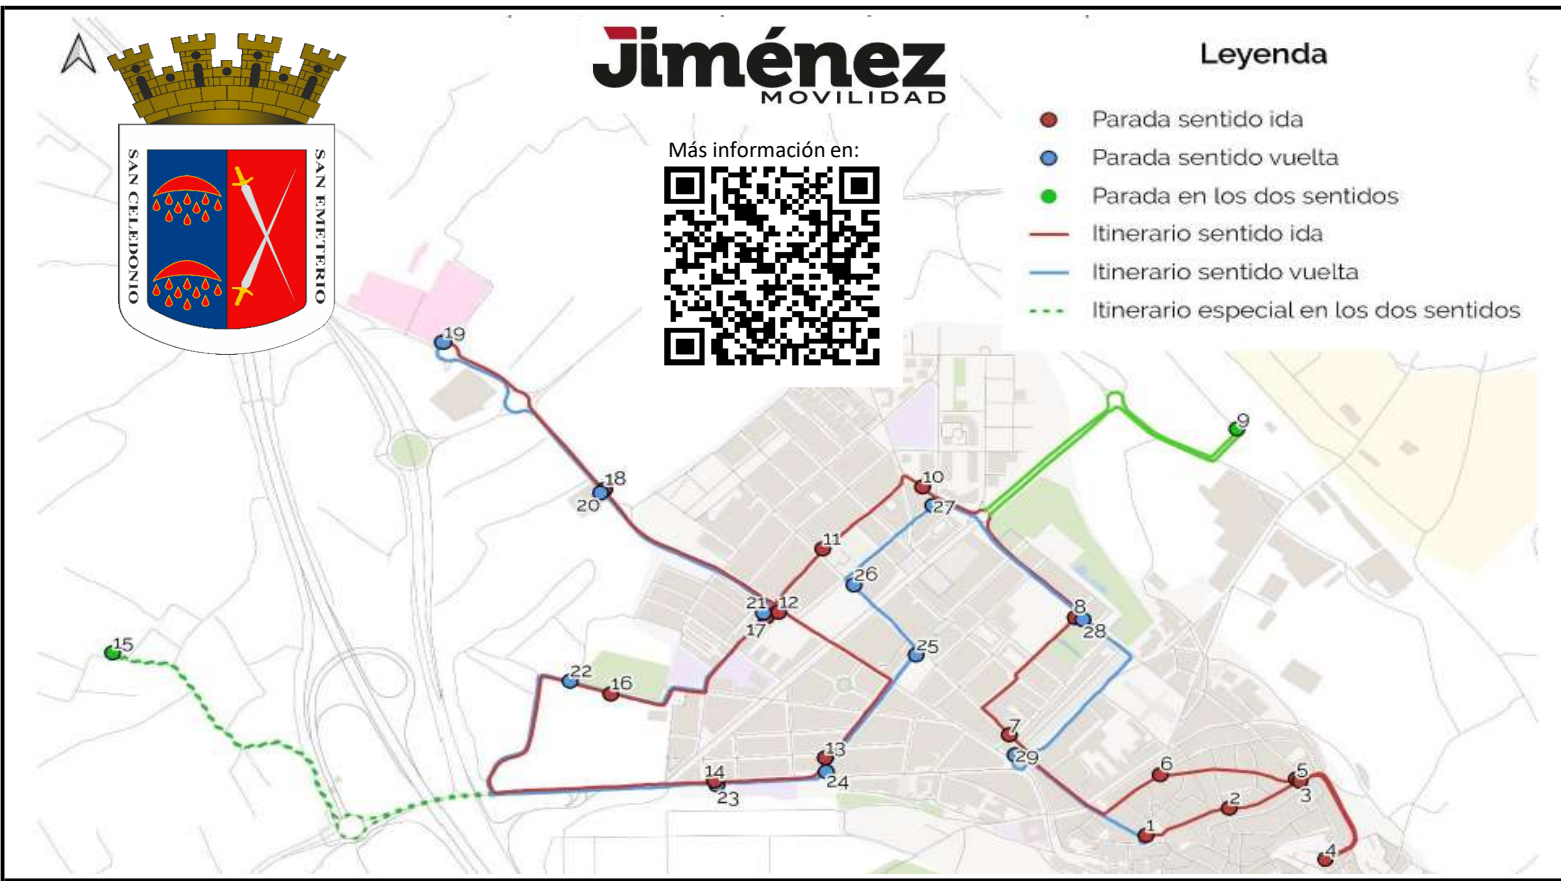 Jiménez
MOVILIDAD
Más información en:
SAN CELEDONIO
SAN EMETERIO
Leyenda
Parada sentido ida
Parada sentido vuelta
Parada en los dos sentidos
Itinerario sentido ida
Itinerario sentido vuelta
Itinerario especial en los dos sentidos
19
9
18
20
10
27
11
26
21
12
17
8
28
25
15
22
16
7
29
13
24
14
23
6
5
3
2
1
4